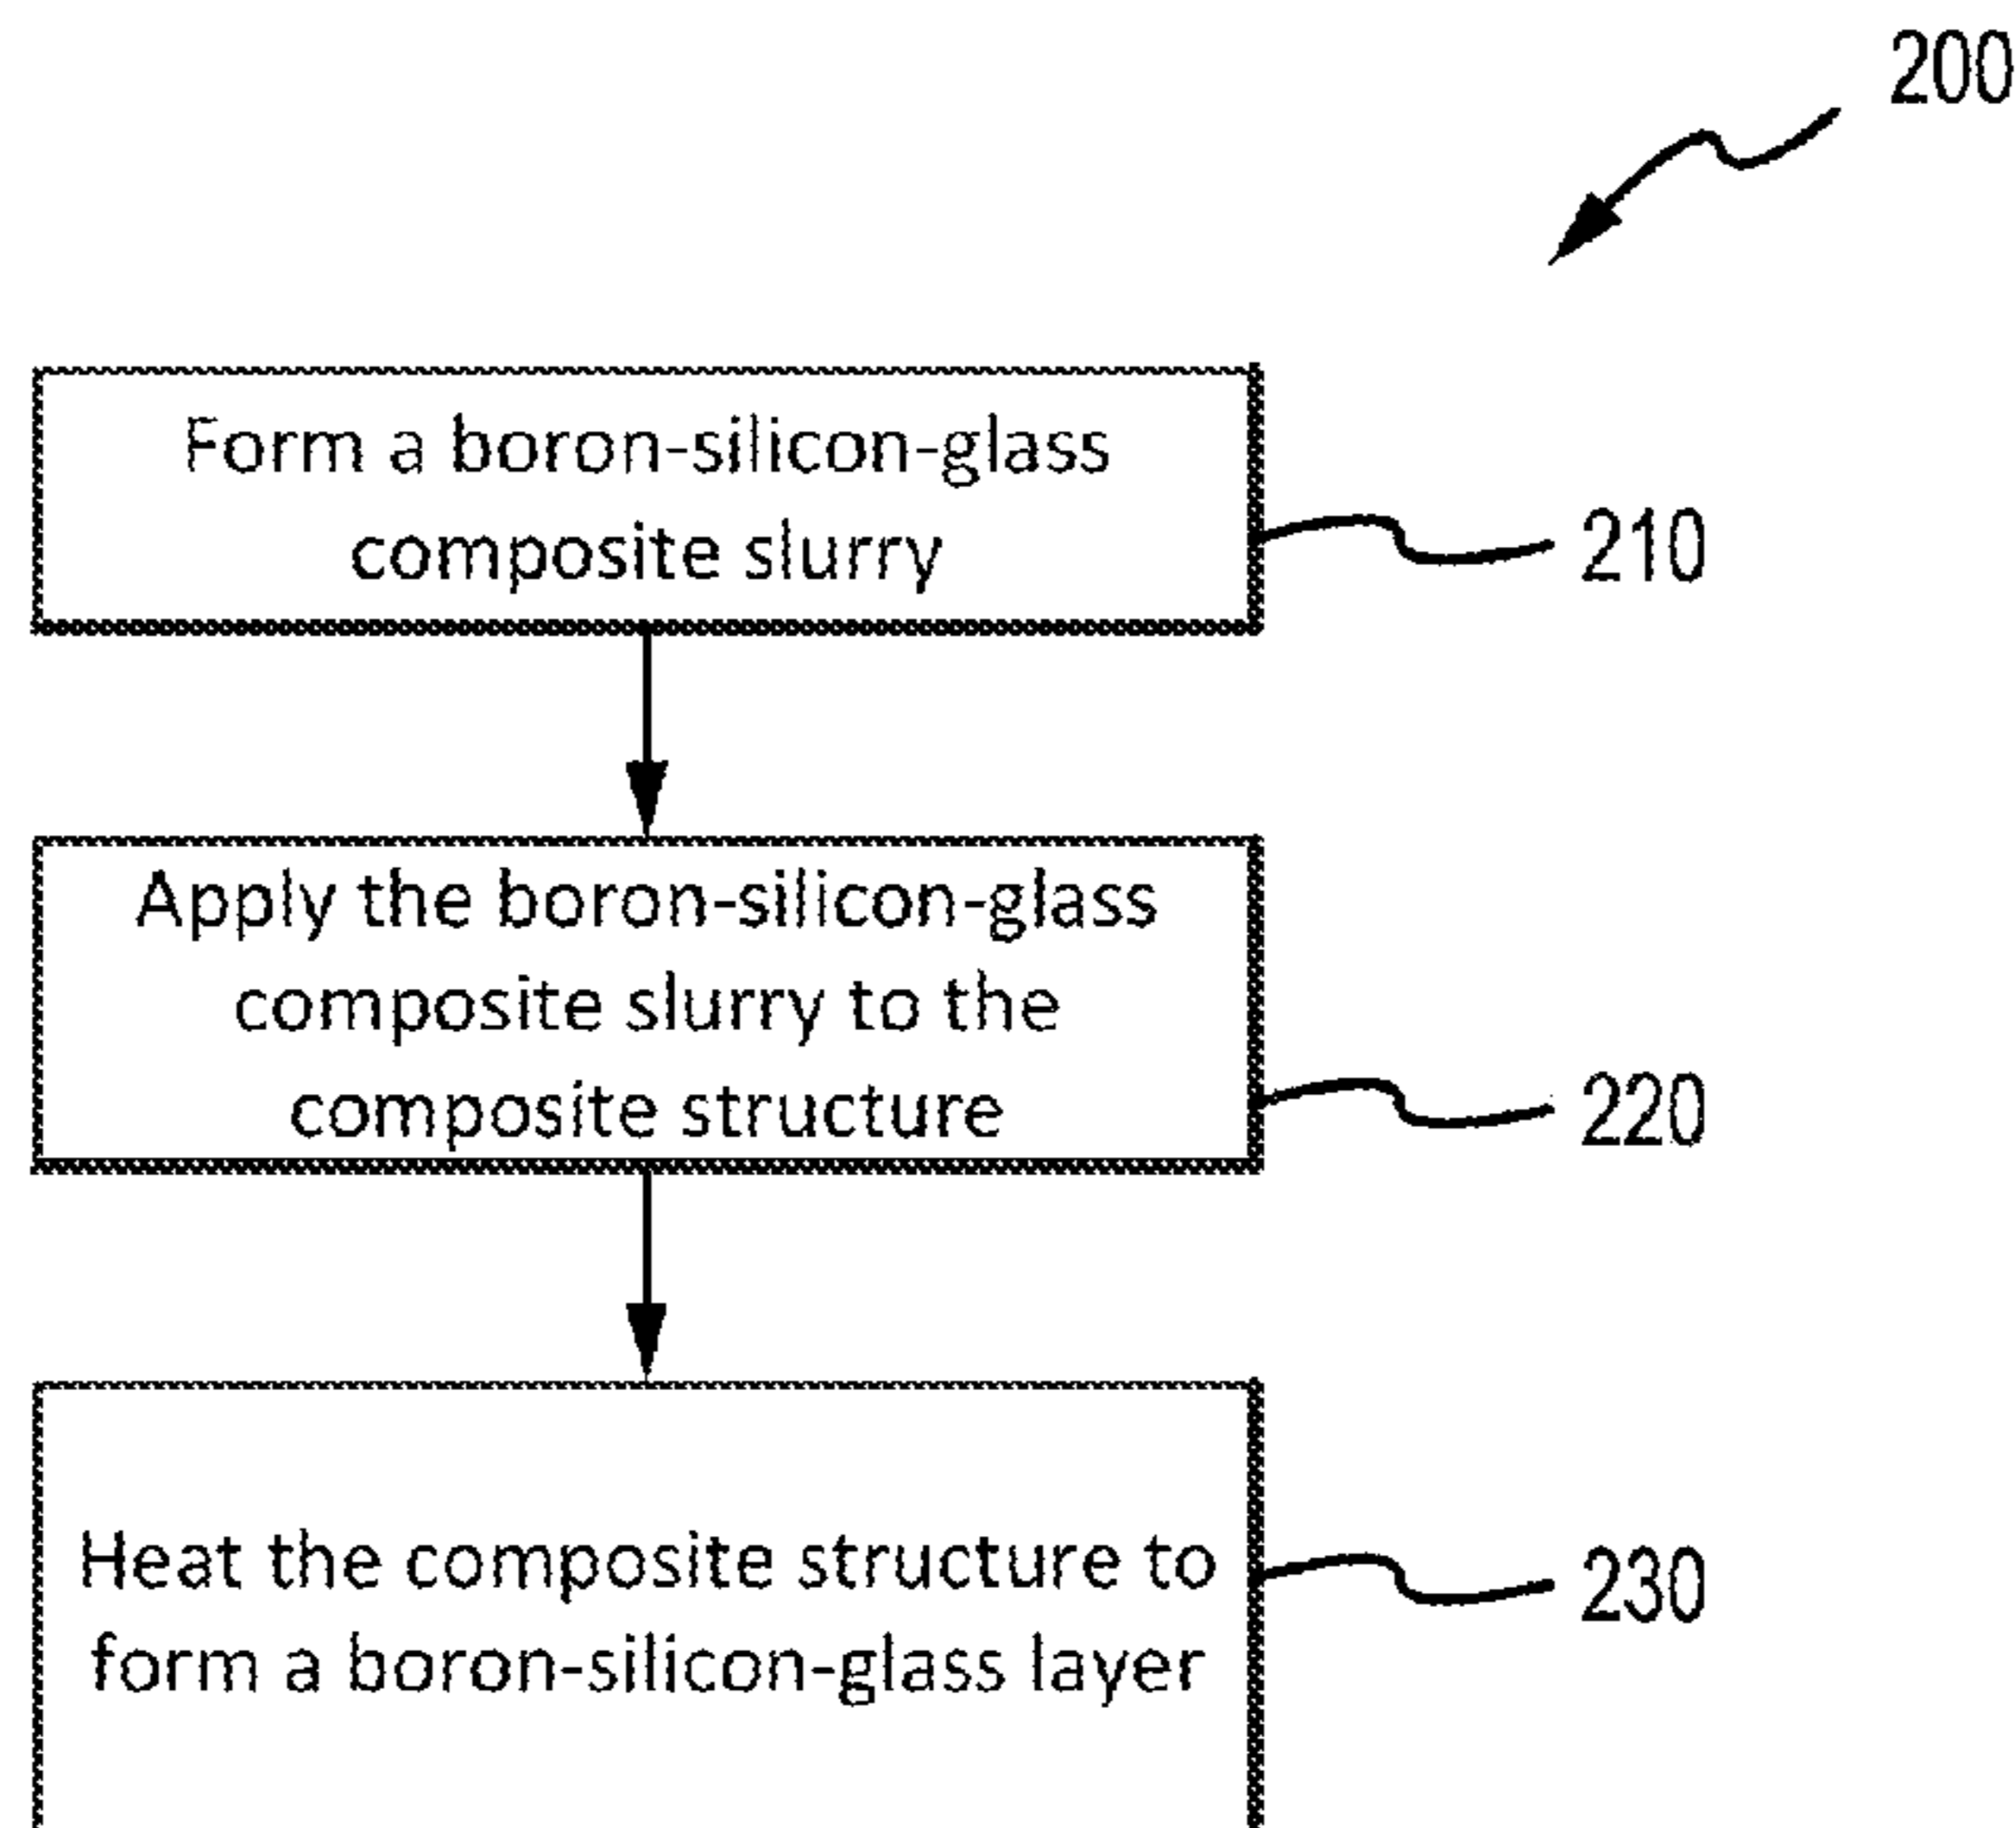 200
Form a boron-silicon-glass
composite slurry
210
Apply the boron-silicon-glass
composite slurry to the
composite structure
220
Heat the composite structure to
form a boron-silicon-glass layer
230